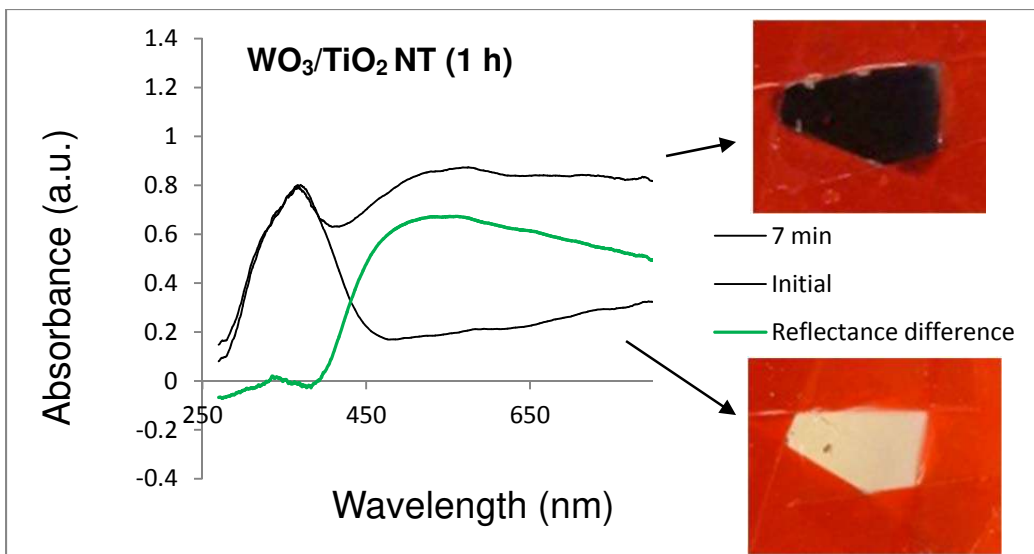 WO₃/TiO₂ NT (1 h)
1.4
1.2
1
0.8
0.6
0.4
0.2
0
-0.2
-0.4
250
450
650
Absorbance (a.u.)
Wavelength (nm)
7 min
Initial
Reflectance difference